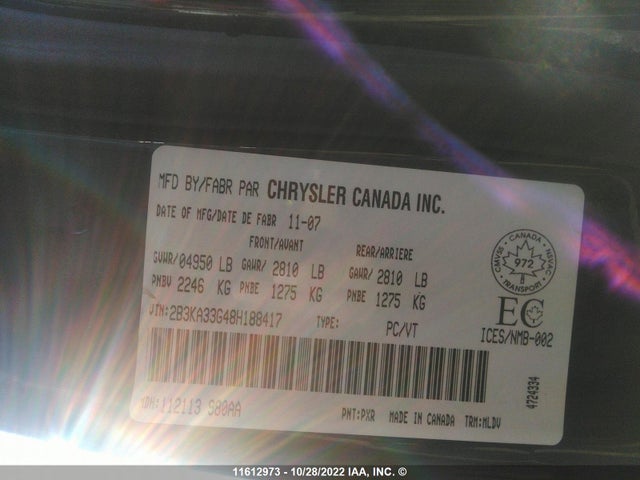 MFD BY/FABR PAR CHRYSLER CANADA INC.
DATE OF MFG/DATE DE FABR 11-07
FRONT/AVANT REAR/ARRIERE
GVWR/04950 LB GAWR/ 2810 LB GAWR/ 2810 LB
PNBV 2246 KG PNBE 1275 KG PNBE 1275 KG
VIN:2B3KA33G48H188417 TYPE: PC/VT
CANADA
CMVSS NSVAC
972
TRANSPORT
EC
ICES/NMB-002
MDH:112113 S80AA
PNT:PXR MADE IN CANADA TRM:MLDV
4724334
11612973 - 10/28/2022 IAA, INC. ©